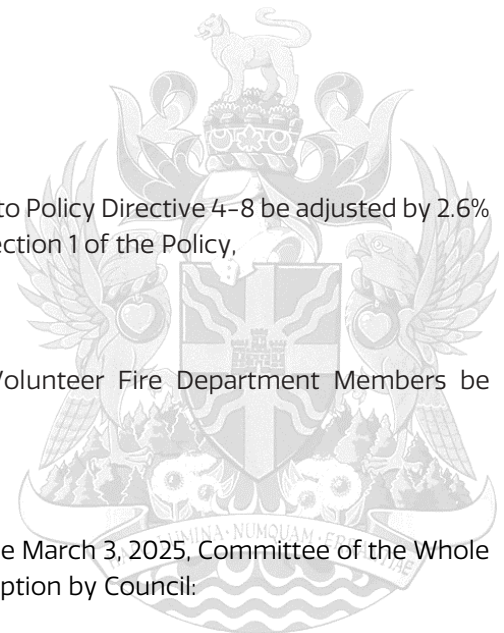 to Policy Directive 4-8 be adjusted by 2.6%
ection 1 of the Policy,
Volunteer Fire Department Members be
e March 3, 2025, Committee of the Whole
ption by Council:
LUMINA · NUMQUAM